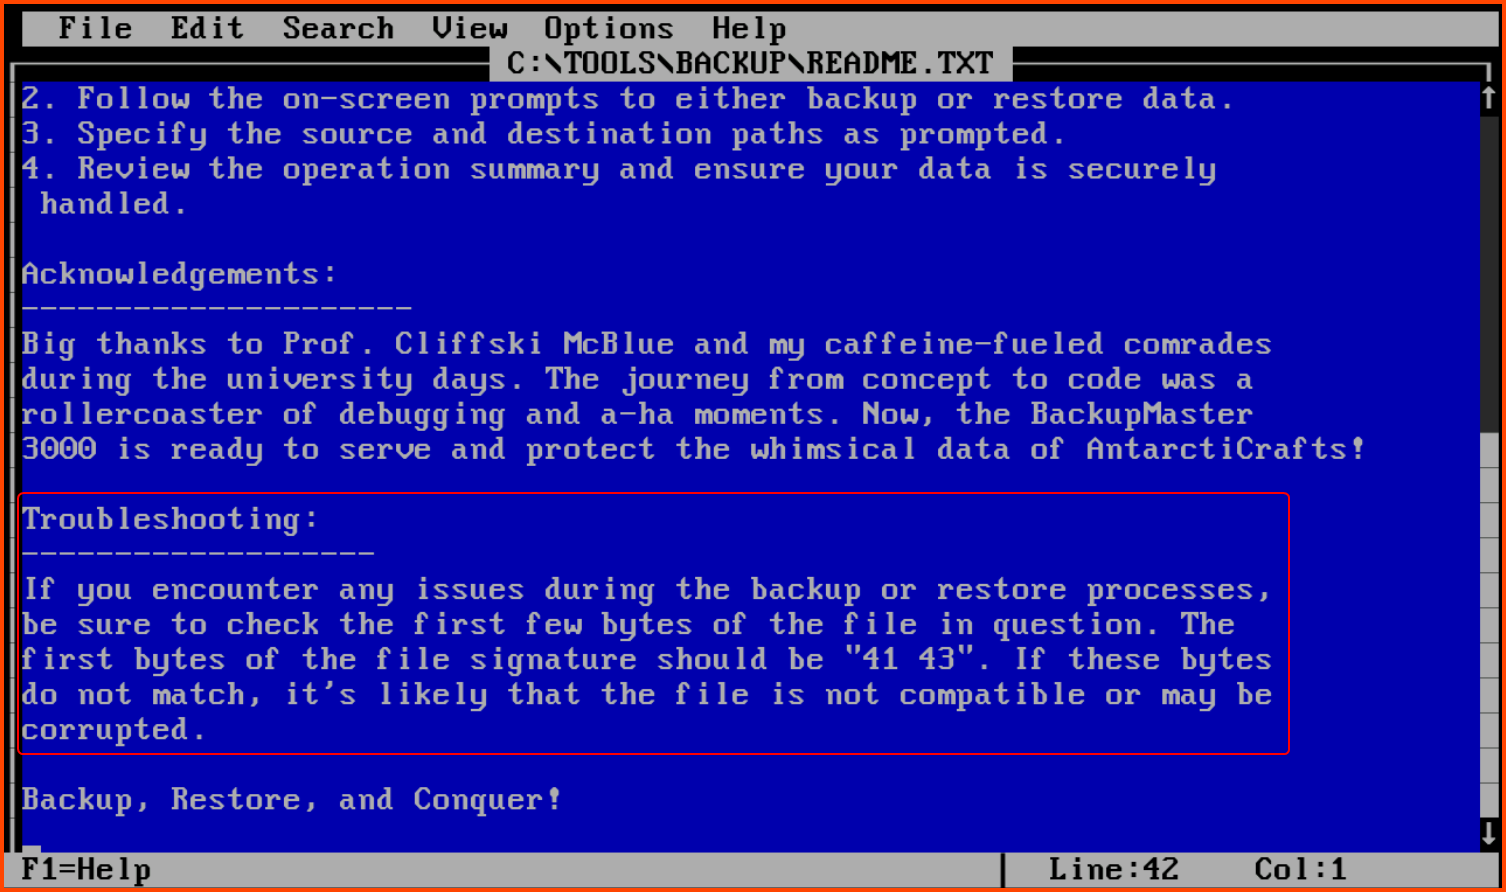 File Edit Search View Options Help
C:\TOOLS\BACKUP\README.TXT
2. Follow the on-screen prompts to either backup or restore data.
3. Specify the source and destination paths as prompted.
4. Review the operation summary and ensure your data is securely
handled.
Acknowledgements:
---------------------
Big thanks to Prof. Cliffski McBlue and my caffeine-fueled comrades
during the university days. The journey from concept to code was a
rollercoaster of debugging and a-ha moments. Now, the BackupMaster
3000 is ready to serve and protect the whimsical data of AntarctiCrafts!
Troubleshooting:
-------------------
If you encounter any issues during the backup or restore processes,
be sure to check the first few bytes of the file in question. The
first bytes of the file signature should be "41 43". If these bytes
do not match, it's likely that the file is not compatible or may be
corrupted.
Backup, Restore, and Conquer!
F1=Help Line:42 Col:1